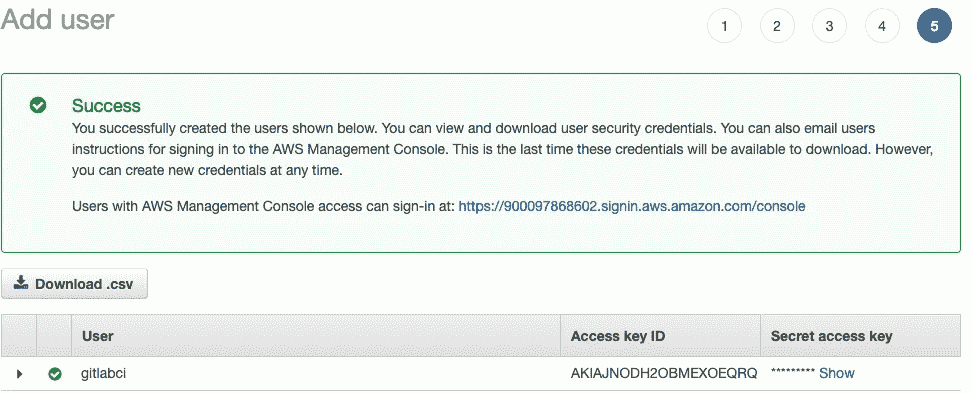 Add user
1 2 3 4 5
Success
You successfully created the users shown below. You can view and download user security credentials. You can also email users
instructions for signing in to the AWS Management Console. This is the last time these credentials will be available to download. However,
you can create new credentials at any time.
Users with AWS Management Console access can sign-in at: https://900097868602.signin.aws.amazon.com/console
Download .csv
User Access key ID Secret access key
gitlabci AKIAJNODH2OBMEXOEQRQ ********* Show